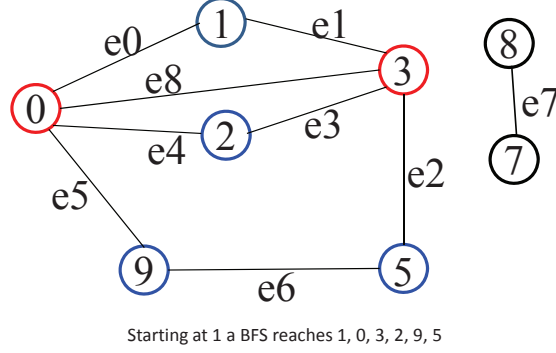 1
e0
e1
8
3
e8
0
e7
2
e3
e4
7
e2
e5
9
5
e6
Starting at 1 a BFS reaches 1, 0, 3, 2, 9, 5